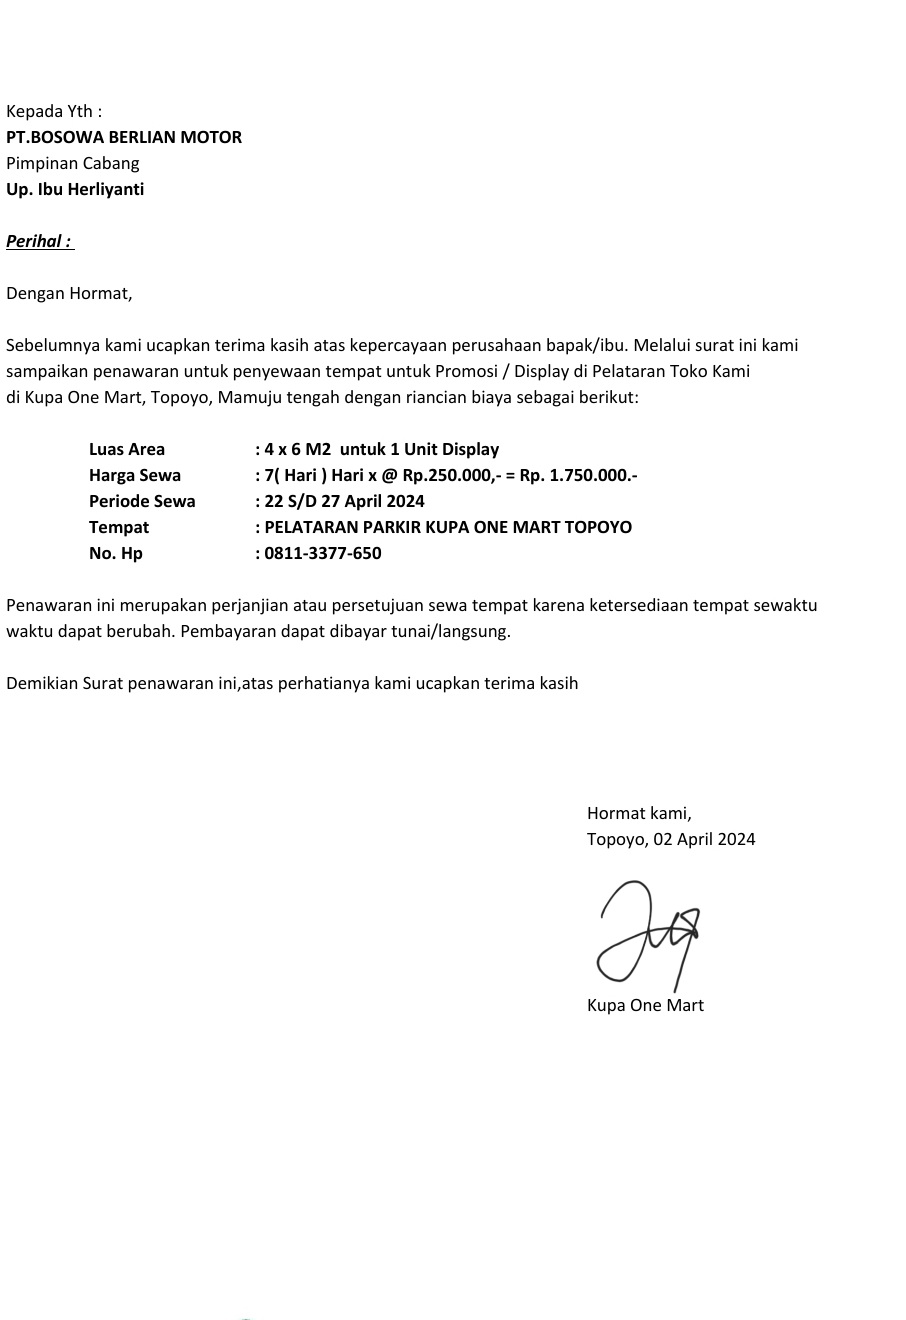 Kepada Yth :
PT.BOSOWA BERLIAN MOTOR
Pimpinan Cabang
Up. Ibu Herliyanti
Perihal :
Dengan Hormat,
Sebelumnya kami ucapkan terima kasih atas kepercayaan perusahaan bapak/ibu. Melalui surat ini kami
sampaikan penawaran untuk penyewaan tempat untuk Promosi / Display di Pelataran Toko Kami
di Kupa One Mart, Topoyo, Mamuju tengah dengan riancian biaya sebagai berikut:
Luas Area : 4 x 6 M2  untuk 1 Unit Display
Harga Sewa : 7( Hari ) Hari x @ Rp.250.000,- = Rp. 1.750.000.-
Periode Sewa : 22 S/D 27 April 2024
Tempat : PELATARAN PARKIR KUPA ONE MART TOPOYO
No. Hp : 0811-3377-650
Penawaran ini merupakan perjanjian atau persetujuan sewa tempat karena ketersediaan tempat sewaktu
waktu dapat berubah. Pembayaran dapat dibayar tunai/langsung.
Demikian Surat penawaran ini,atas perhatianya kami ucapkan terima kasih
Hormat kami,
Topoyo, 02 April 2024
Kupa One Mart